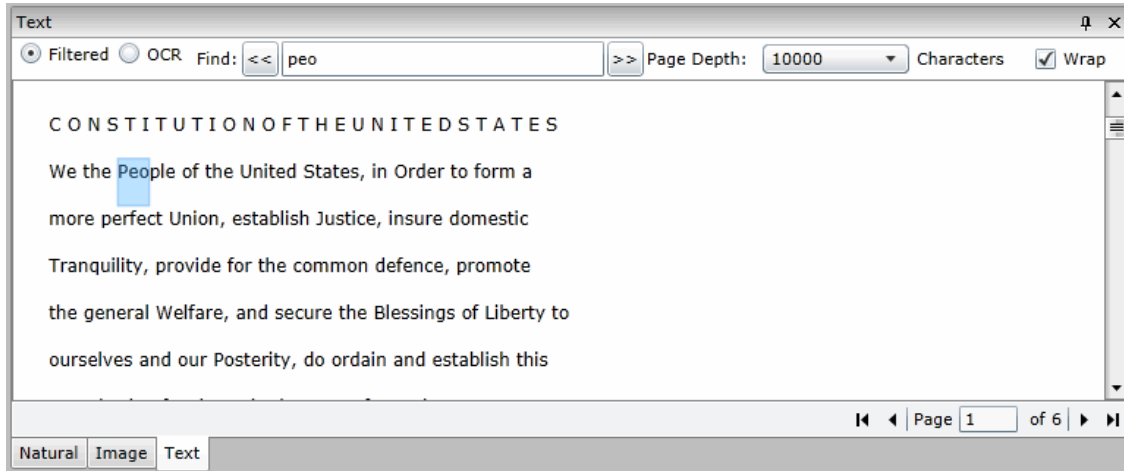 Text
Filtered OCR Find: << peo >> Page Depth: 10000 Characters Wrap
C O N S T I T U T I O N O F T H E U N I T E D S T A T E S
We the People of the United States, in Order to form a
more perfect Union, establish Justice, insure domestic
Tranquility, provide for the common defence, promote
the general Welfare, and secure the Blessings of Liberty to
ourselves and our Posterity, do ordain and establish this
Page 1 of 6
Natural Image Text